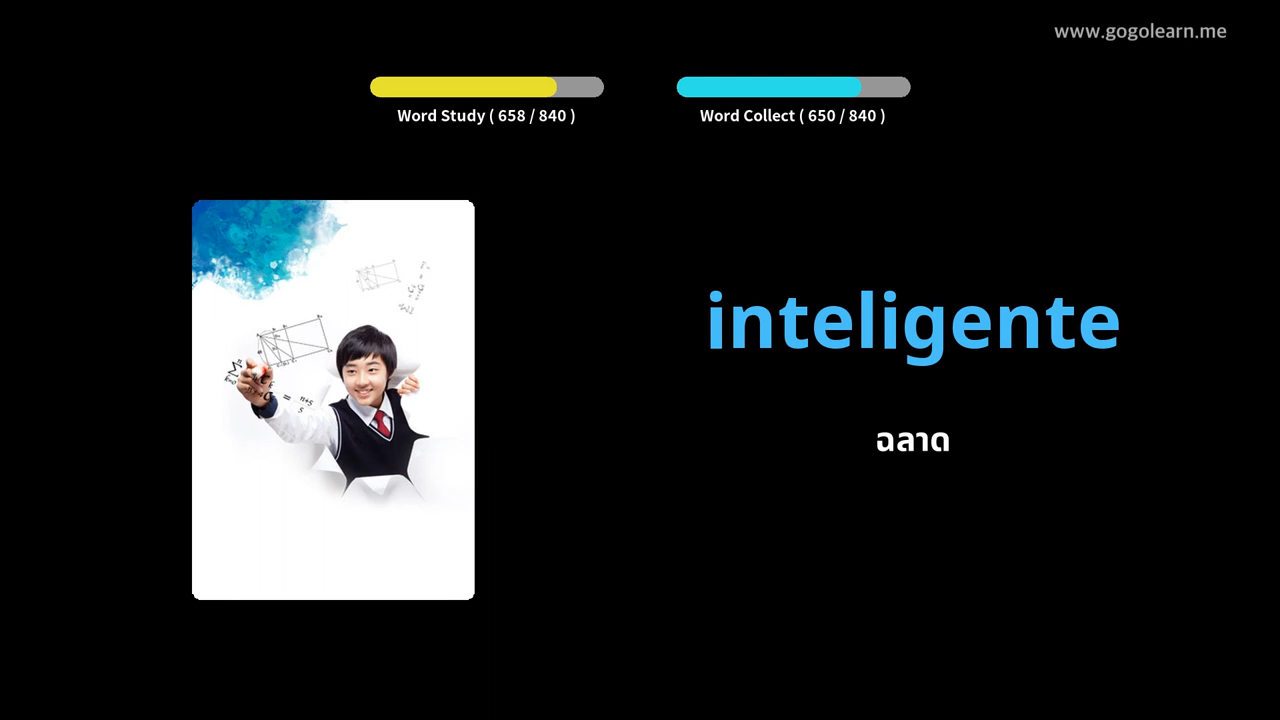 www.gogolearn.me
Word Study ( 658 / 840 )
Word Collect ( 650 / 840 )
inteligente
ฉลาด